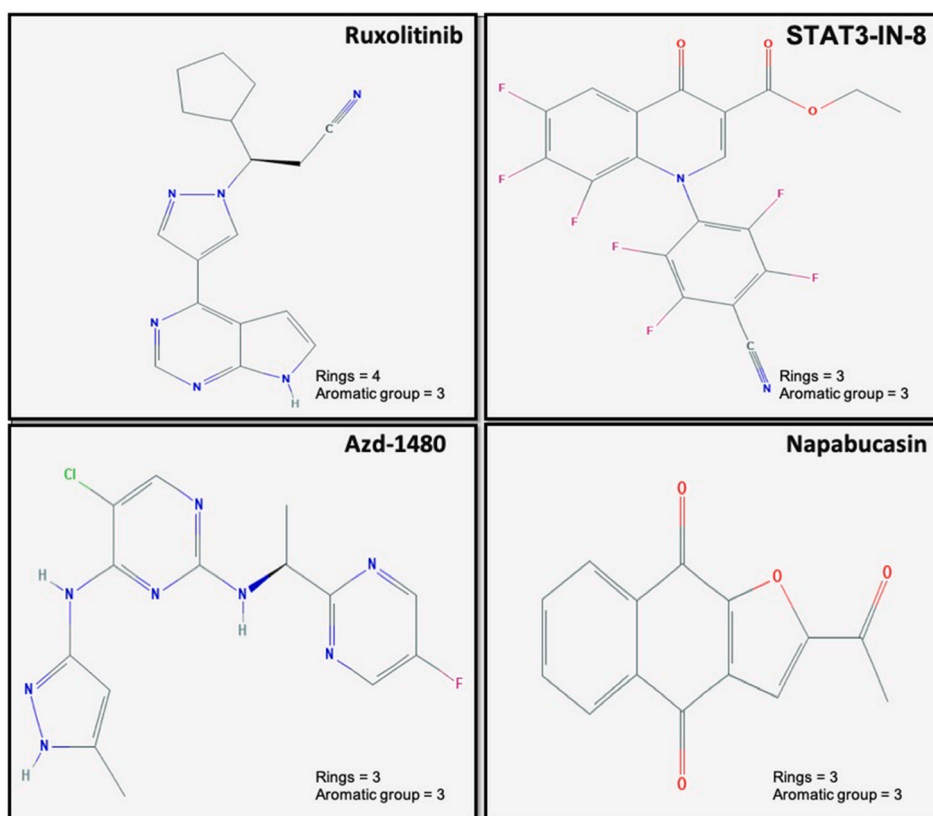 Ruxolitinib
N
C
N
N
N
N
N
H
Rings = 4
Aromatic group = 3
STAT3-IN-8
O
O
F
O
F
N
F
F
F
F
F
C
N
Rings = 3
Aromatic group = 3
Azd-1480
Cl
N
N
H
N
N
N
H
N
N
F
N
N
H
Rings = 3
Aromatic group = 3
Napabucasin
O
O
O
O
Rings = 3
Aromatic group = 3